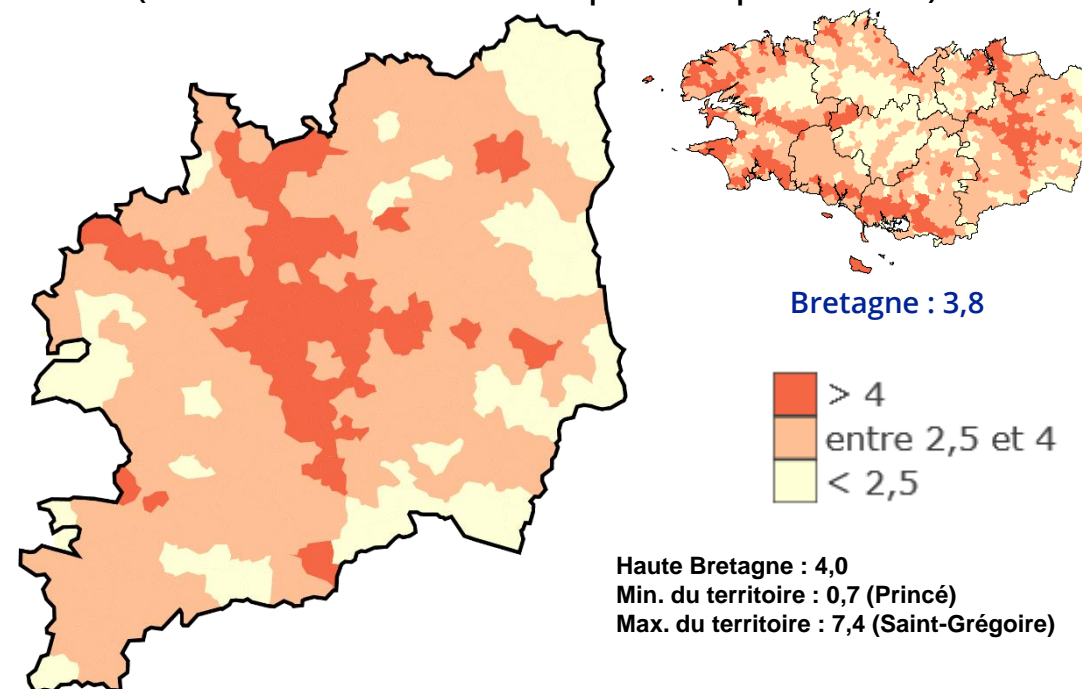 Bretagne : 3,8
> 4
entre 2,5 et 4
< 2,5
Haute Bretagne : 4,0
Min. du territoire : 0,7 (Princé)
Max. du territoire : 7,4 (Saint-Grégoire)